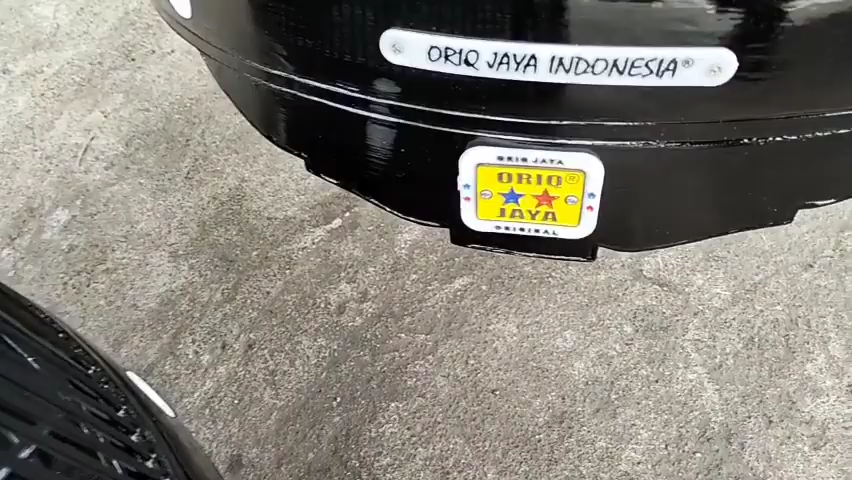 ORIQ JAYA INDONESIA®
ORIQ JAYA
ORIQ
JAYA
ORIGINAL